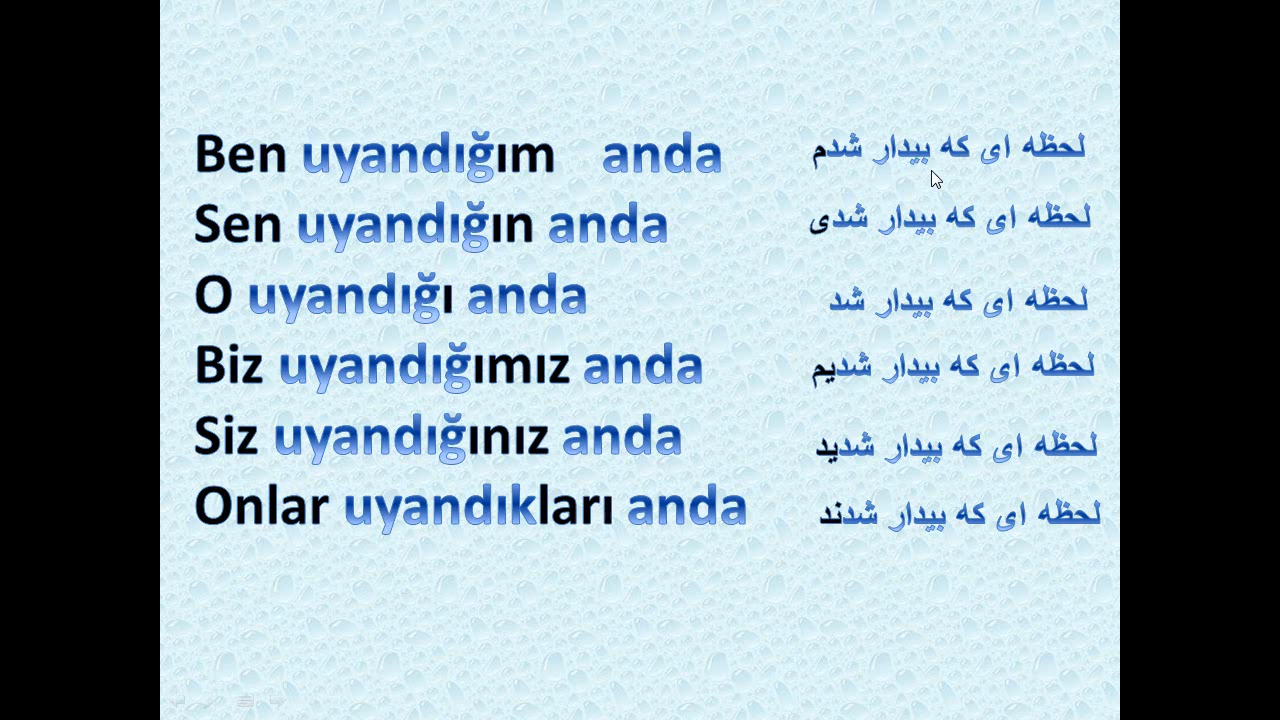 Ben uyandığım anda لحظه ای که بیدار شدم
Sen uyandığın anda لحظه ای که بیدار شدی
O uyandığı anda لحظه ای که بیدار شد
Biz uyandığımız anda لحظه ای که بیدار شدیم
Siz uyandığınız anda لحظه ای که بیدار شدید
Onlar uyandıkları anda لحظه ای که بیدار شدند